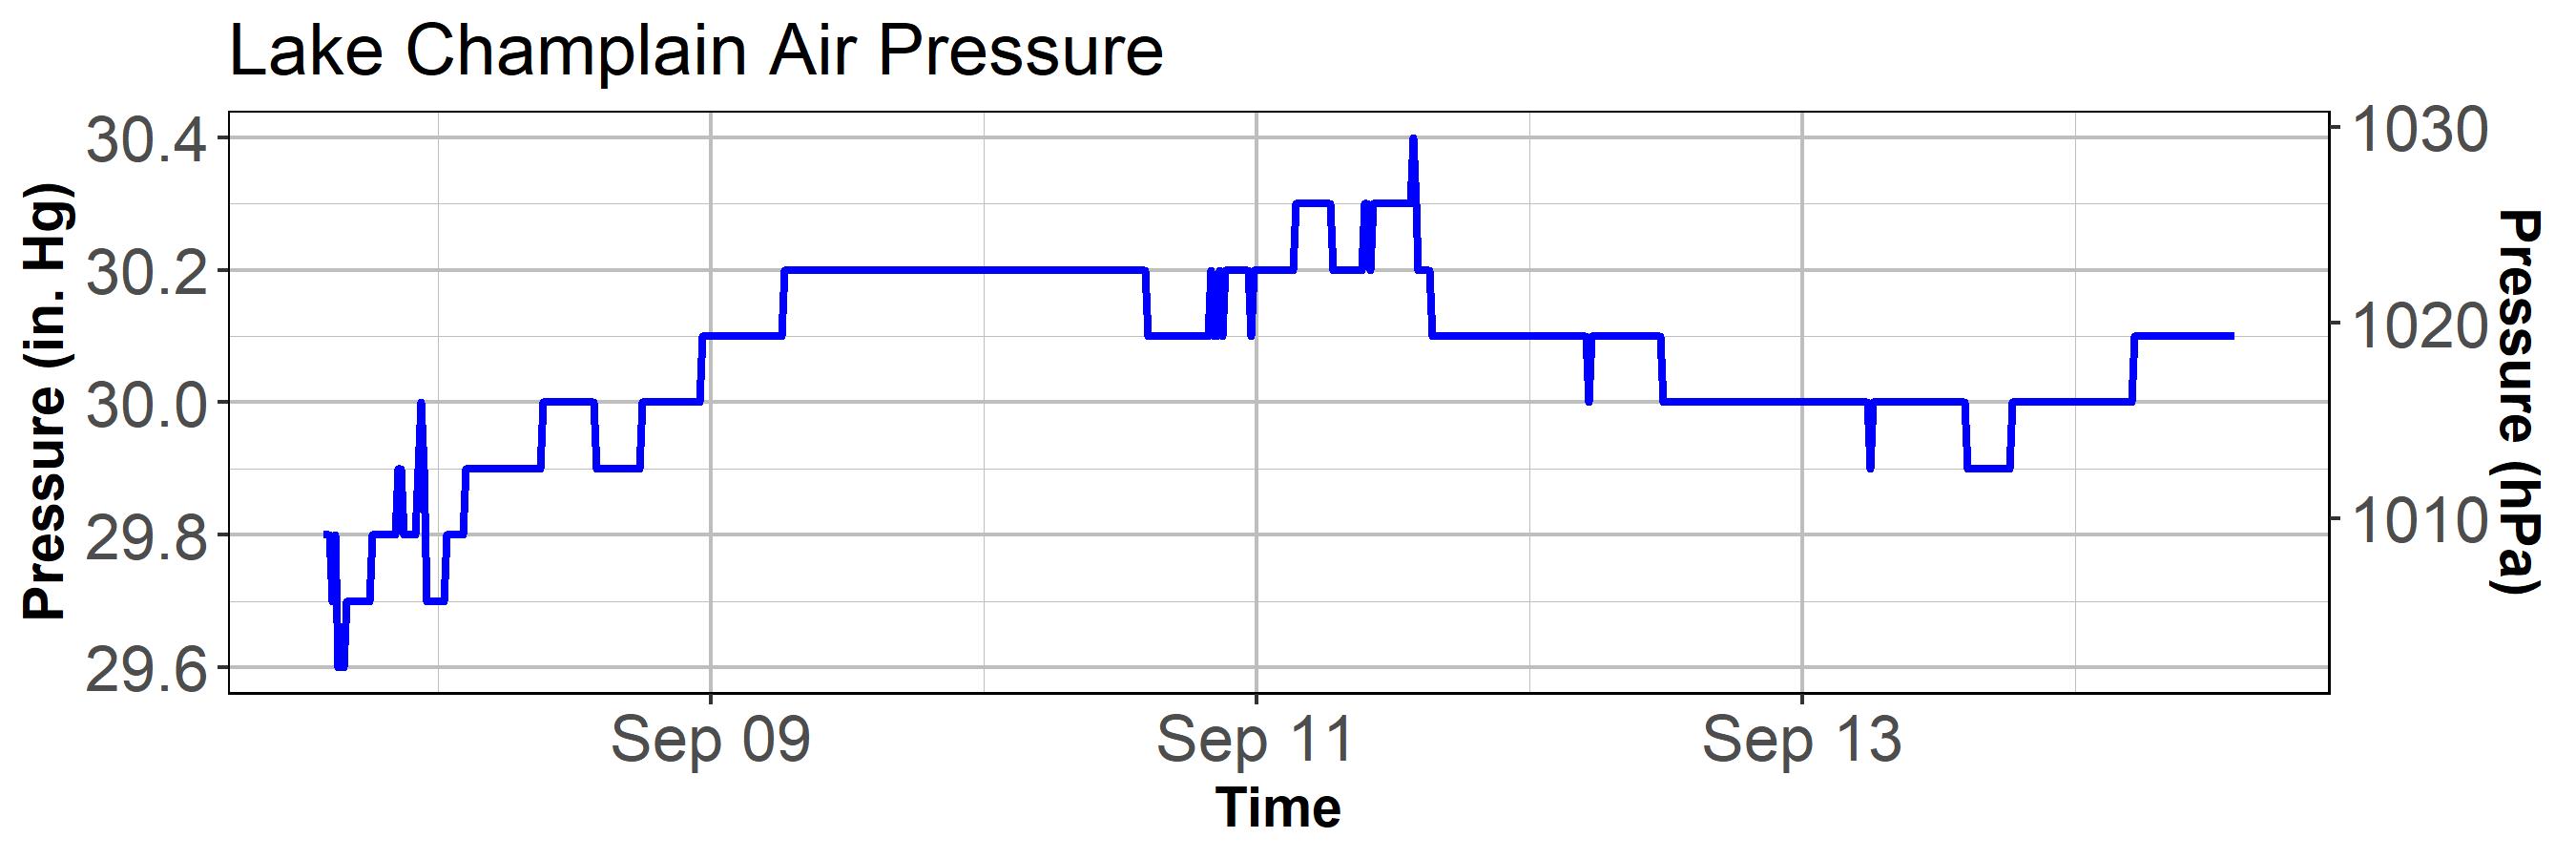 Lake Champlain Air Pressure
Pressure (in. Hg)
30.4
30.2
30.0
29.8
29.6
1030
1020
1010
Pressure (hPa)
Sep 09 Sep 11 Sep 13
Time